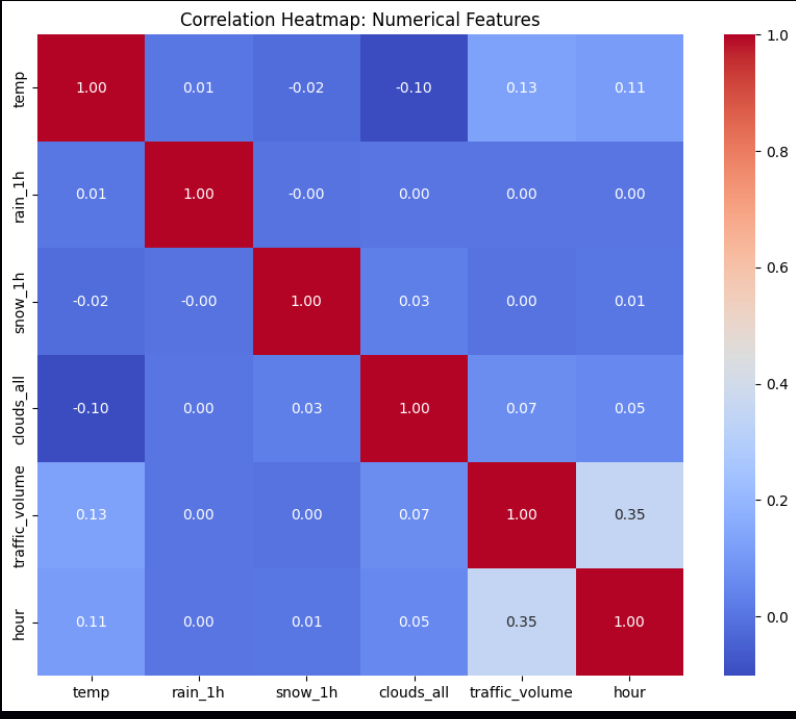 Correlation Heatmap: Numerical Features
temp 1.00 0.01 -0.02 -0.10 0.13 0.11
rain_1h 0.01 1.00 -0.00 0.00 0.00 0.00
snow_1h -0.02 -0.00 1.00 0.03 0.00 0.01
clouds_all -0.10 0.00 0.03 1.00 0.07 0.05
traffic_volume 0.13 0.00 0.00 0.07 1.00 0.35
hour 0.11 0.00 0.01 0.05 0.35 1.00
temp rain_1h snow_1h clouds_all traffic_volume hour
1.0
0.8
0.6
0.4
0.2
0.0